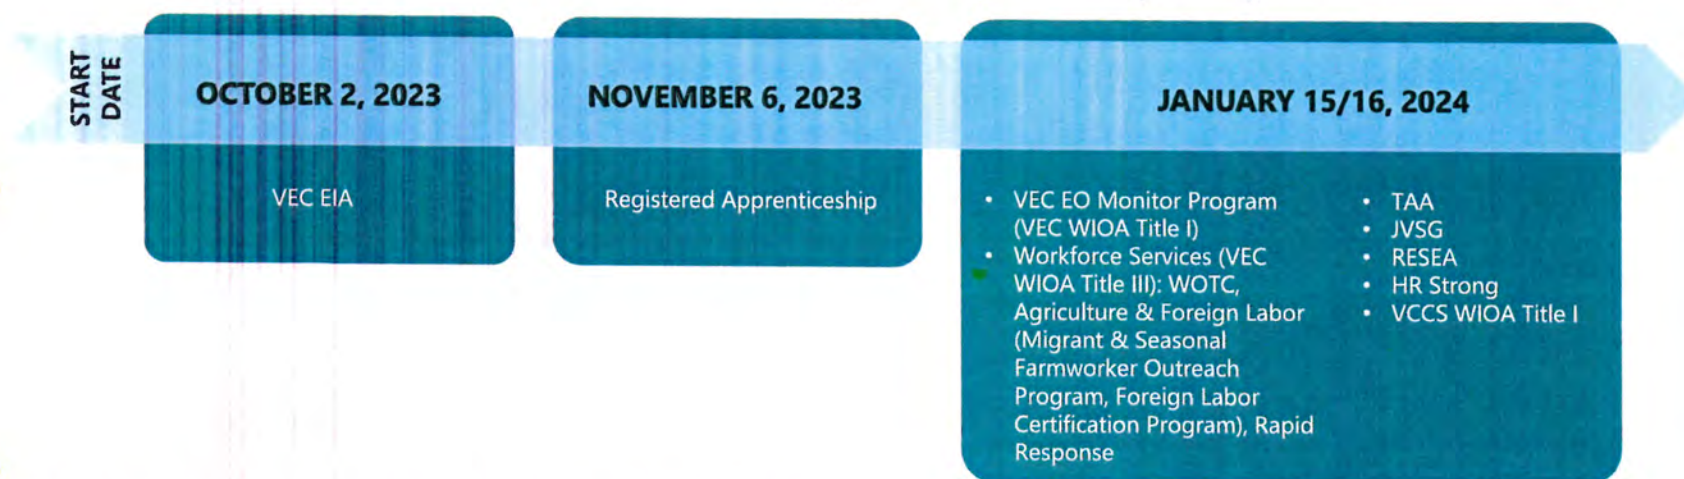 START
DATE
OCTOBER 2, 2023
VEC EIA
NOVEMBER 6, 2023
Registered Apprenticeship
JANUARY 15/16, 2024
• VEC EO Monitor Program
(VEC WIOA Title I)
• Workforce Services (VEC
WIOA Title III): WOTC,
Agriculture & Foreign Labor
(Migrant & Seasonal
Farmworker Outreach
Program, Foreign Labor
Certification Program), Rapid
Response
• TAA
• JVSG
• RESEA
• HR Strong
• VCCS WIOA Title I